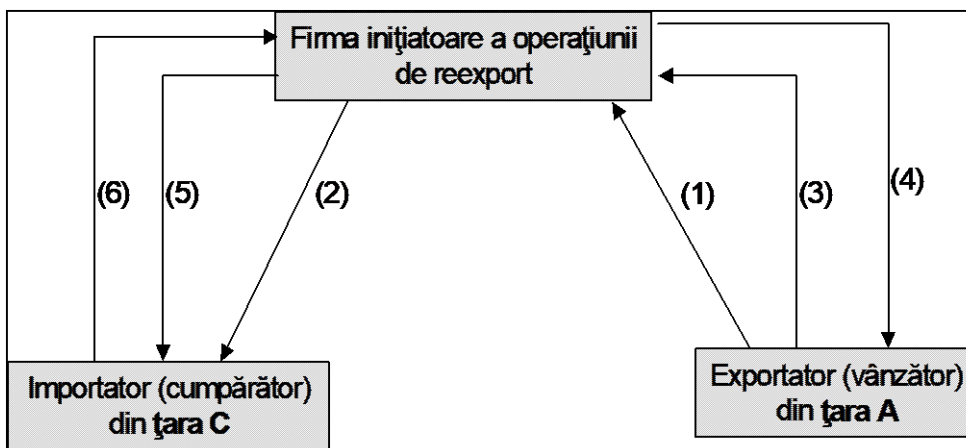 Firma iniţiatoare a operaţiunii
de reexport
(6)
(5)
(2)
(1)
(3)
(4)
Importator (cumpărător)
din ţara C
Exportator (vânzător)
din ţara A